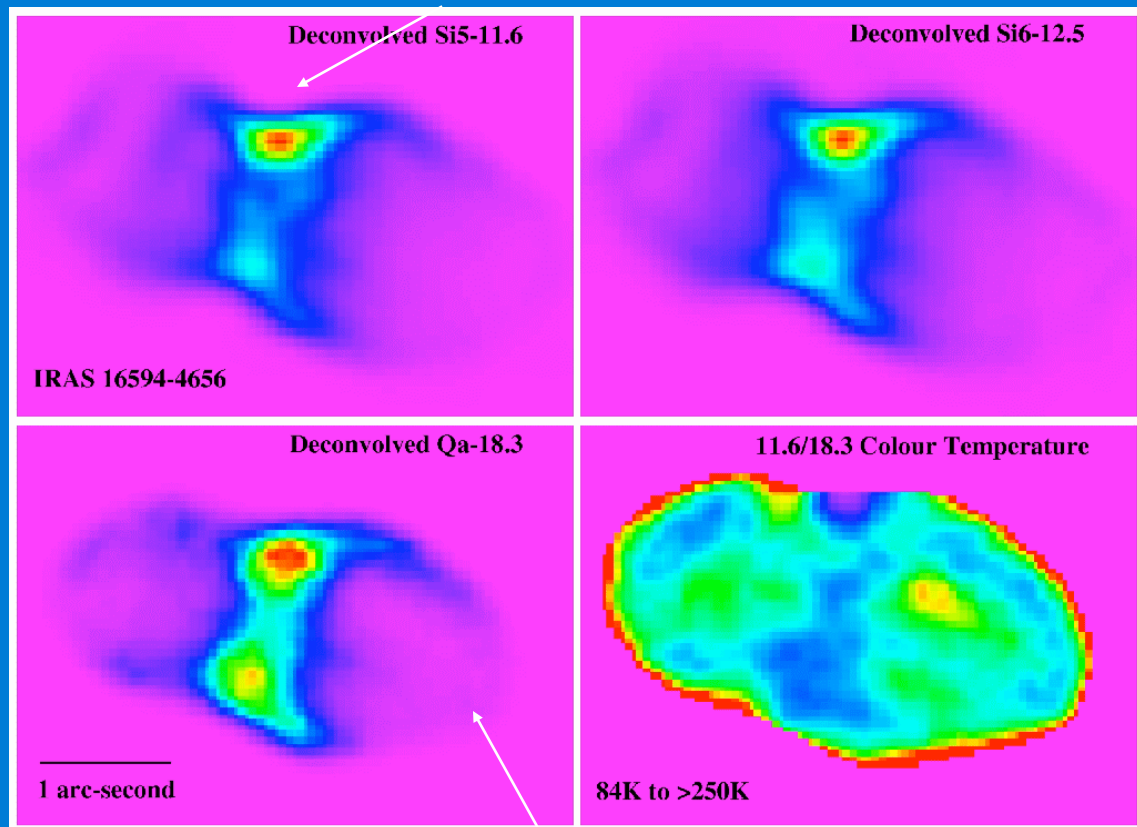 Deconvolved Si5-11.6
Deconvolved Si6-12.5
IRAS 16594-4656
Deconvolved Qa-18.3
11.6/18.3 Colour Temperature
1 arc-second
84K to >250K